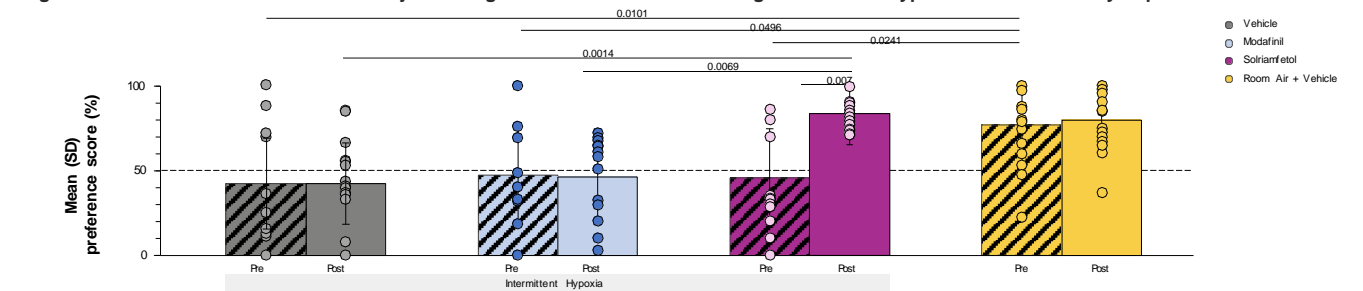 0.0101
0.0496
0.0241
0.0014
0.0069
0.007
Vehicle
Modafinil
Solriamfetol
Room Air + Vehicle
Mean (SD)
preference score (%)
100
50
0
Pre Post Pre Post Pre Post Pre Post
Intermittent Hypoxia